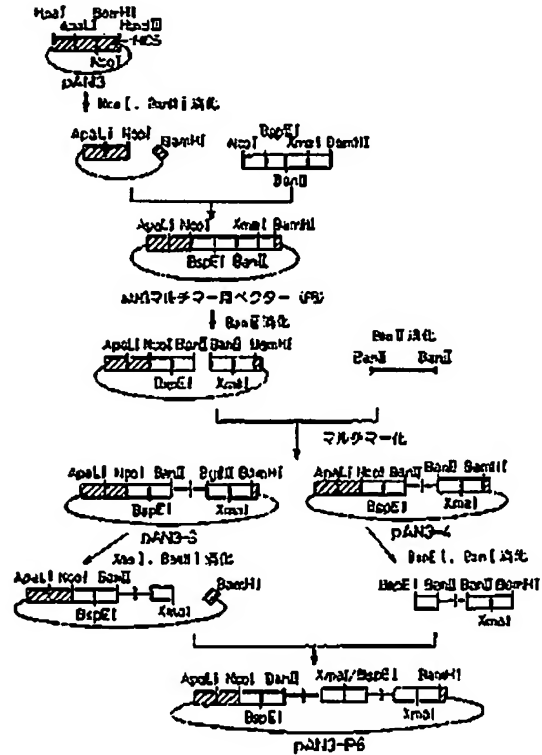 HaeI BamHI
ApaLI HindIII
MCS
NcoI
pAN3
NcoI、BamHI 消化
ApaLI NcoI BamHI
BspEI
NcoI XmaI BamHI
BanII
ApaLI NcoI XmaI BamHI
BspEI BanII
マルチマー用ベクター
BanII 消化
BanII 消化
ApaLI NcoI BanII BanII BamHI
BanII BanII
BspEI XmaI
マルチマー化
ApaLI NcoI BanII BamHI
ApaLI NcoI BanII BanII BamHI
BspEI XmaI
BspEI XmaI
pAN3-4
XmaI、BamHI 消化
BspEI、BamHI 消化
ApaLI NcoI BanII BamHI
BspEI XmaI
BspEI BanII BanII BamHI
XmaI
ApaLI NcoI BanII XmaI/BspEI BamHI
BspEI XmaI